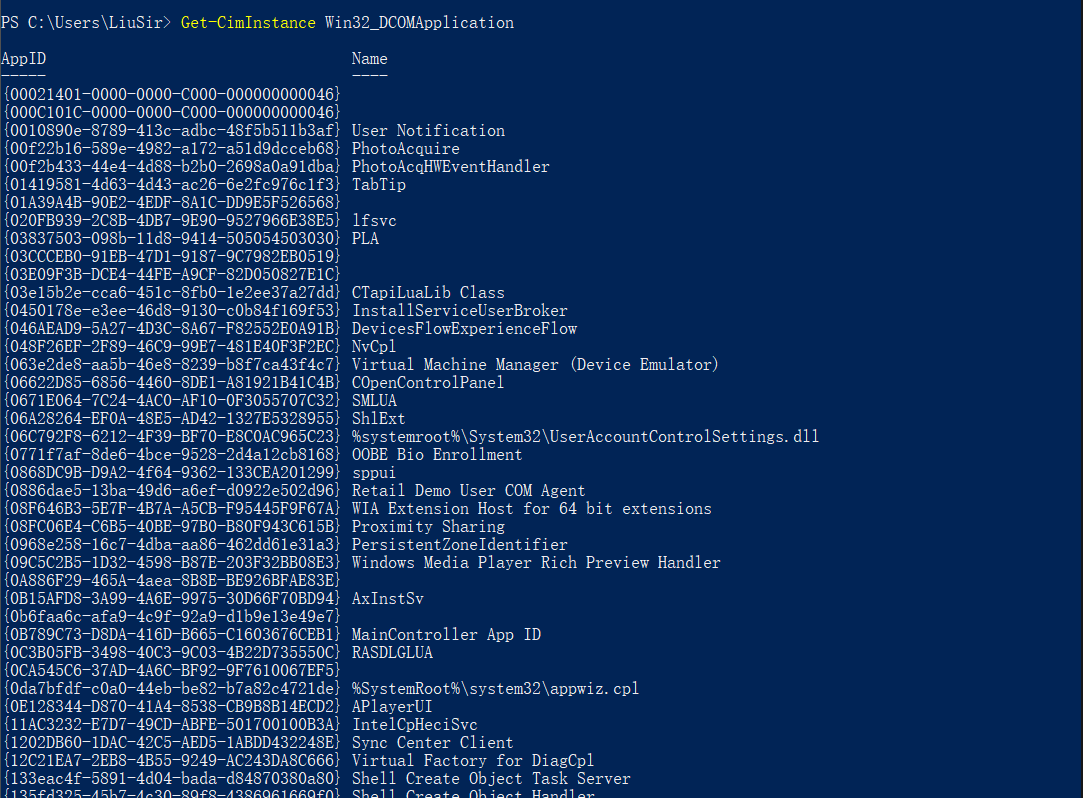 PS C:\Users\LiuSir> Get-CimInstance Win32_DCOMApplication
AppID Name
----- ----
{00021401-0000-0000-C000-000000000046}
{000C101C-0000-0000-C000-000000000046}
{0010890e-8789-413c-adbc-48f5b511b3af} User Notification
{00f22b16-589e-4982-a172-a51d9dcceb68} PhotoAcquire
{00f2b433-44e4-4d88-b2b0-2698a0a91dba} PhotoAcqHWEventHandler
{01419581-4d63-4d43-ac26-6e2fc976c1f3} TabTip
{01A39A4B-90E2-4EDF-8A1C-DD9E5F526568}
{020FB939-2C8B-4DB7-9E90-9527966E38E5} lfsvc
{03837503-098b-11d8-9414-505054503030} PLA
{03CCCEB0-91EB-47D1-9187-9C7982EB0519}
{03E09F3B-DCE4-44FE-A9CF-82D050827E1C}
{03e15b2e-cca6-451c-8fb0-1e2ee37a27dd} CTapiLuaLib Class
{0450178e-e3ee-46d8-9130-c0b84f169f53} InstallServiceUserBroker
{046AEAD9-5A27-4D3C-8A67-F82552E0A91B} DevicesFlowExperienceFlow
{048F26EF-2F89-46C9-99E7-481E40F3F2EC} NvCpl
{063e2de8-aa5b-46e8-8239-b8f7ca43f4c7} Virtual Machine Manager (Device Emulator)
{06622D85-6856-4460-8DE1-A81921B41C4B} COpenControlPanel
{0671E064-7C24-4AC0-AF10-0F3055707C32} SMLUA
{06A28264-EF0A-48E5-AD42-1327E5328955} ShlExt
{06C792F8-6212-4F39-BF70-E8C0AC965C23} %systemroot%\System32\UserAccountControlSettings.dll
{0771f7af-8de6-4bce-9528-2d4a12cb8168} OOBE Bio Enrollment
{0868DC9B-D9A2-4f64-9362-133CEA201299} sppui
{0886dae5-13ba-49d6-a6ef-d0922e502d96} Retail Demo User COM Agent
{08F646B3-5E7F-4B7A-A5CB-F95445F9F67A} WIA Extension Host for 64 bit extensions
{08FC06E4-C6B5-40BE-97B0-B80F943C615B} Proximity Sharing
{0968e258-16c7-4dba-aa86-462dd61e31a3} PersistentZoneIdentifier
{09C5C2B5-1D32-4598-B87E-203F32BB08E3} Windows Media Player Rich Preview Handler
{0A886F29-465A-4aea-8B8E-BE926BFAE83E}
{0B15AFD8-3A99-4A6E-9975-30D66F70BD94} AxInstSv
{0b6faa6c-afa9-4c9f-92a9-d1b9e13e49e7}
{0B789C73-D8DA-416D-B665-C1603676CEB1} MainController App ID
{0C3B05FB-3498-40C3-9C03-4B22D735550C} RASDLGLUA
{0CA545C6-37AD-4A6C-BF92-9F7610067EF5}
{0da7bfdf-c0a0-44eb-be82-b7a82c4721de} %SystemRoot%\system32\appwiz.cpl
{0E128344-D870-41A4-8538-CB9B8B14ECD2} APlayerUI
{11AC3232-E7D7-49CD-ABFE-501700100B3A} IntelCpHeciSvc
{1202DB60-1DAC-42C5-AED5-1ABDD432248E} Sync Center Client
{12C21EA7-2EB8-4B55-9249-AC243DA8C666} Virtual Factory for DiagCpl
{133eac4f-5891-4d04-bada-d84870380a80} Shell Create Object Task Server
{135fd325-45b7-4c30-89f8-4386961669f0} Shell Create Object Handler